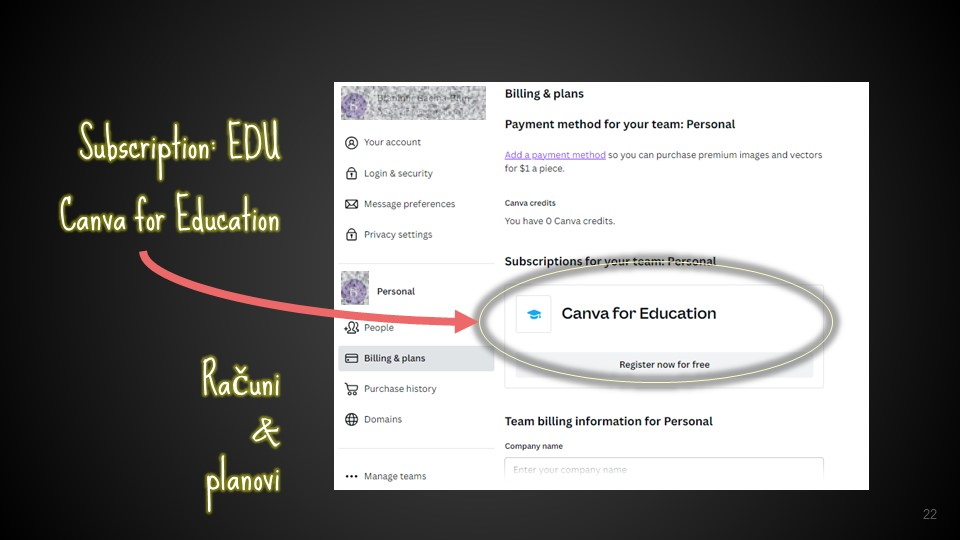 Subscription: EDU
Canva for Education
Računi
&
planovi
Your account
Login & security
Message preferences
Privacy settings
Personal
People
Billing & plans
Purchase history
Domains
Manage teams
Billing & plans
Payment method for your team: Personal
Add a payment method so you can purchase premium images and vectors
for $1 a piece.
Canva credits
You have 0 Canva credits.
Subscriptions for your team: Personal
Canva for Education
Register now for free
Team billing information for Personal
Company name
Enter your company name
22